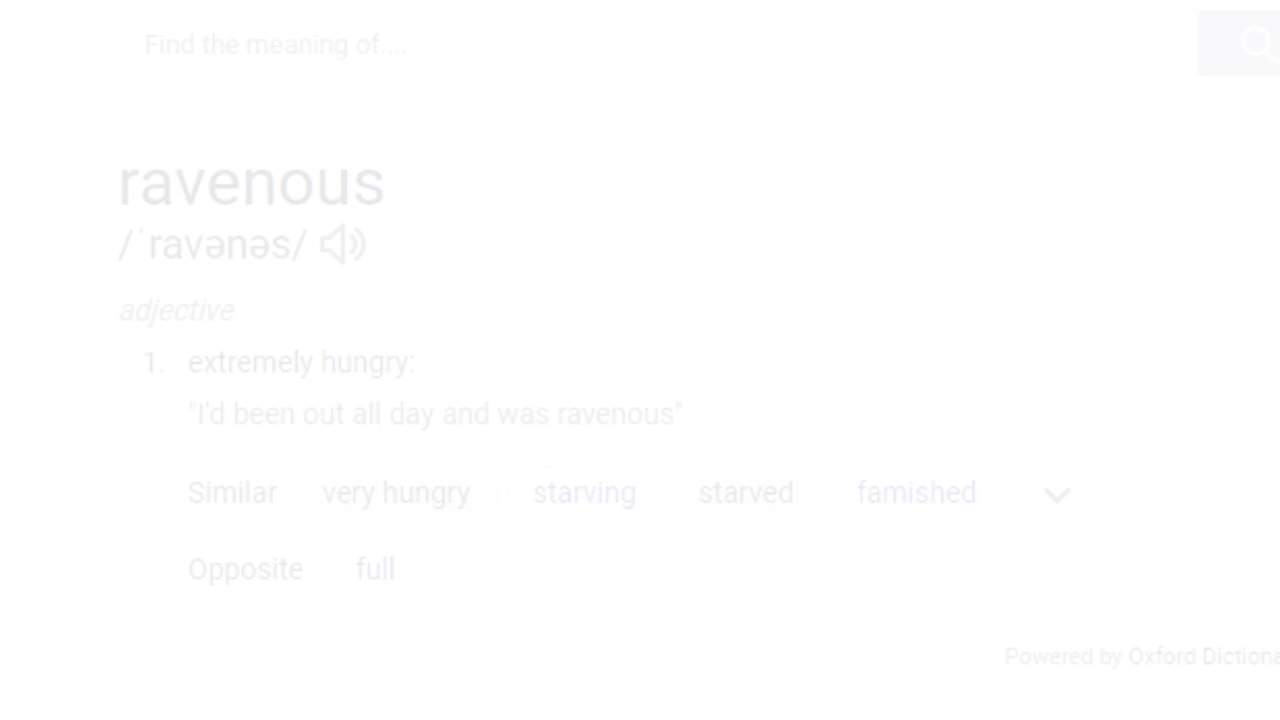 Find the meaning of....
ravenous
/ˈravənəs/
adjective
1. extremely hungry:
"I'd been out all day and was ravenous"
Similar very hungry starving starved famished
Opposite full
Powered by Oxford Dictiona